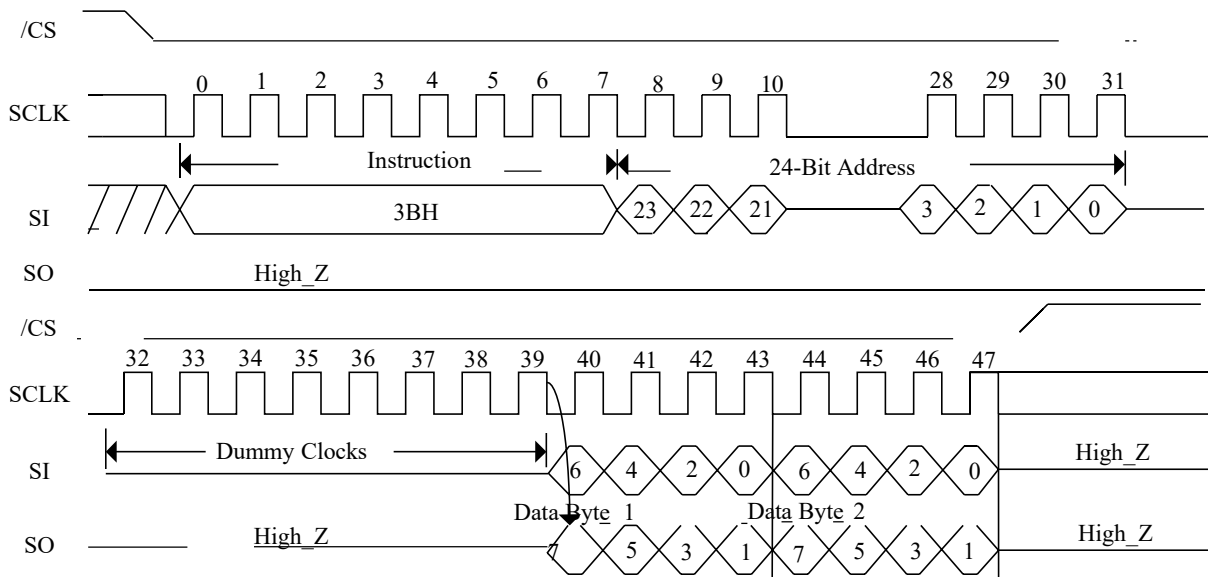 /CS
0 1 2 3 4 5 6 7 8 9 10 28 29 30 31
SCLK
Instruction 24-Bit Address
SI 3BH 23 22 21 3 2 1 0
SO High_Z
/CS
32 33 34 35 36 37 38 39 40 41 42 43 44 45 46 47
SCLK
Dummy Clocks
SI 6 4 2 0 6 4 2 0 High_Z
Data Byte 1 Data Byte 2
SO High_Z 7 5 3 1 7 5 3 1 High_Z